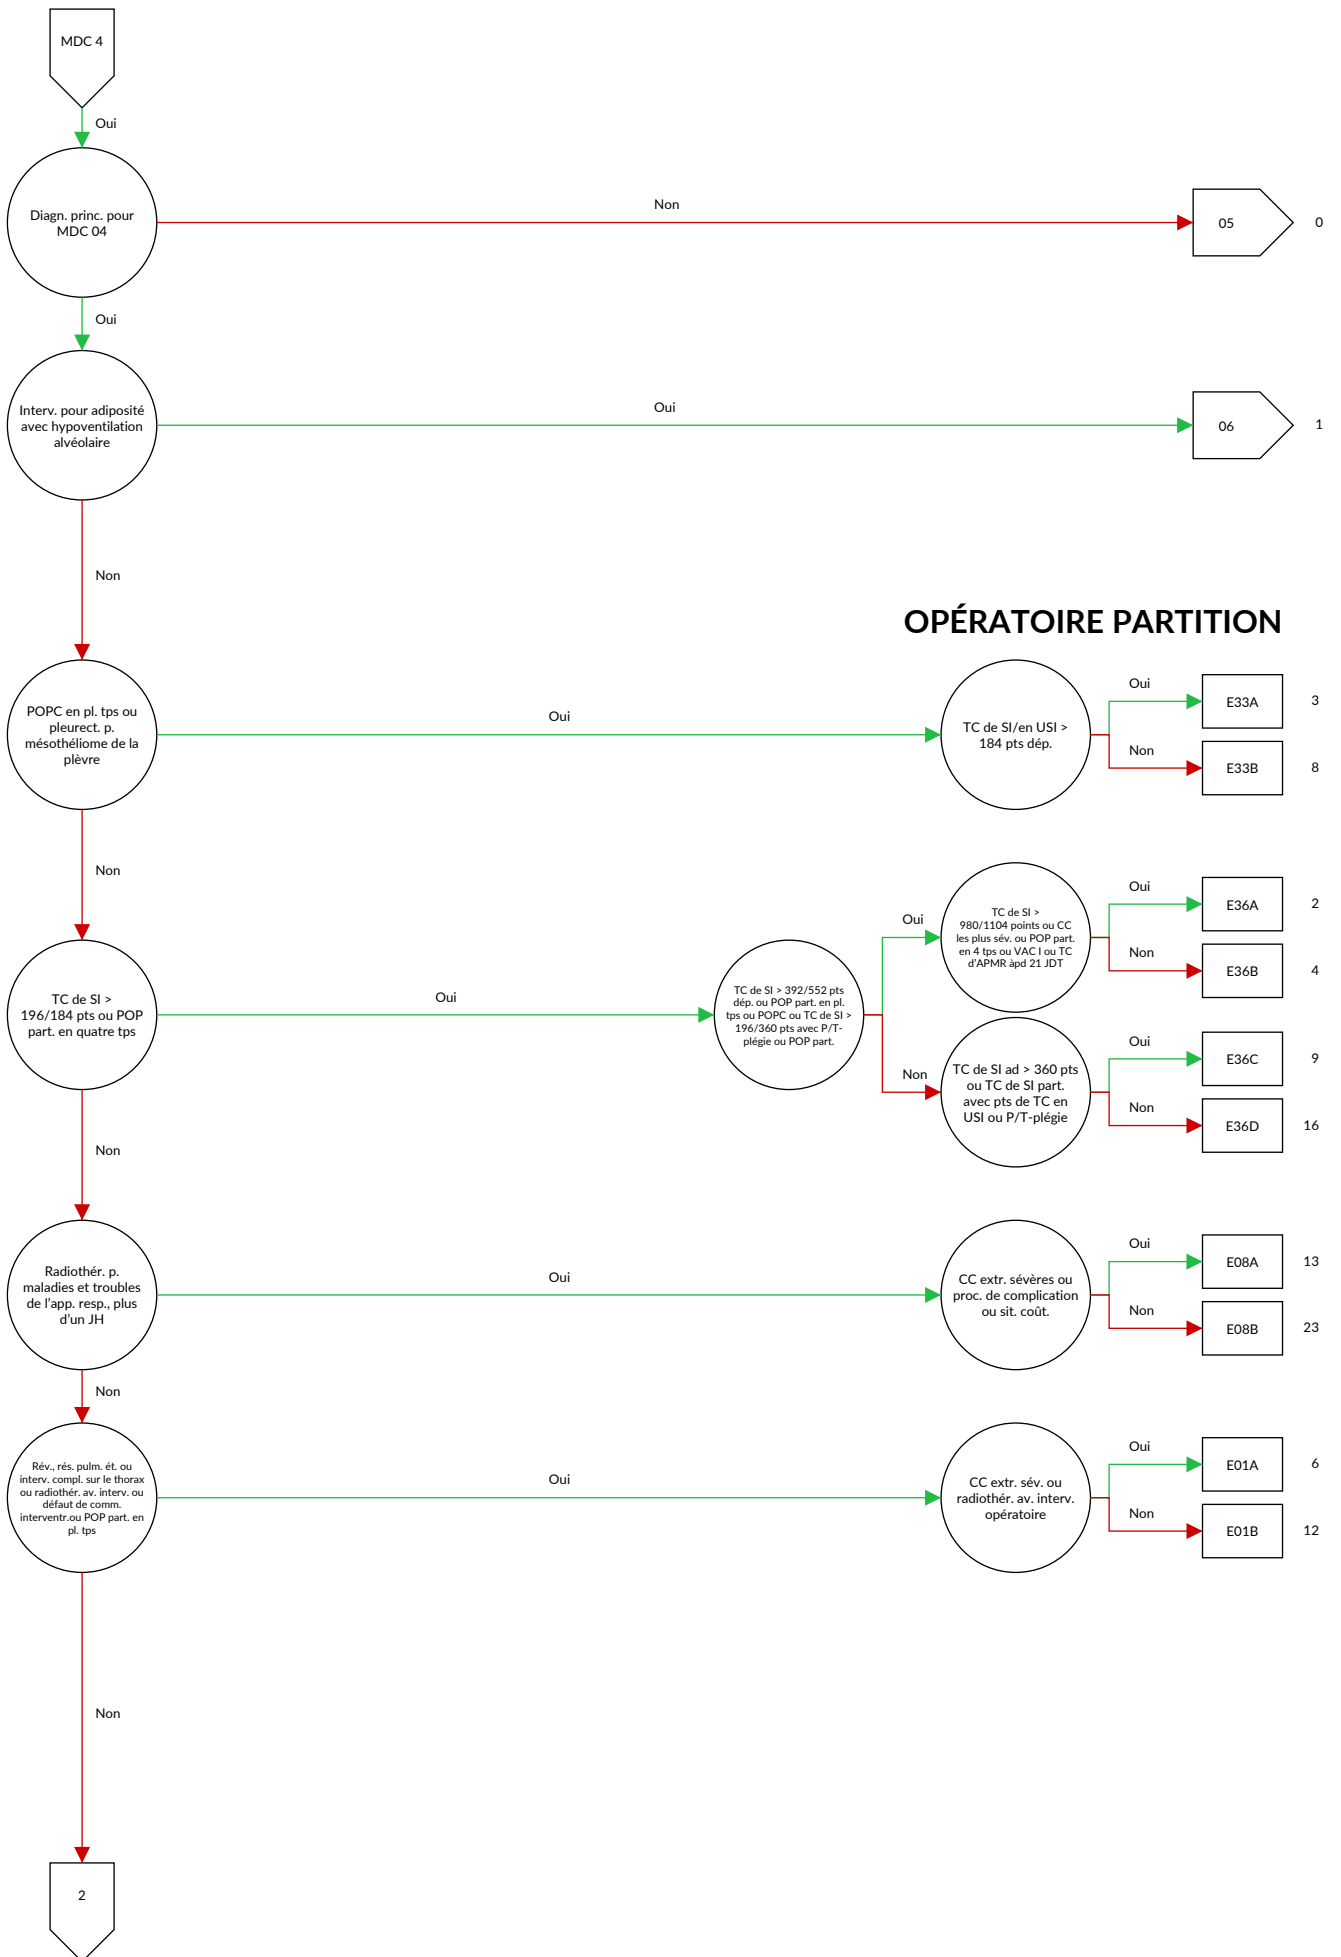 MDC 4
Oui
Diagn. princ. pour
MDC 04
Non
05
0
Oui
Interv. pour adiposité
avec hypoventilation
alvéolaire
Oui
06
1
Non
OPÉRATOIRE PARTITION
POPC en pl. tps ou
pleurect. p.
mésothéliome de la
plèvre
Oui
TC de SI/en USI >
184 pts dép.
Oui
E33A
3
Non
E33B
8
Non
TC de SI >
196/184 pts ou POP
part. en quatre tps
Oui
TC de SI > 392/552 pts
dép. ou POP part. en pl.
tps ou POPC ou TC de SI >
196/360 pts avec P/T-
plégie ou POP part.
Oui
TC de SI >
980/1104 points ou CC
les plus sév. ou POP part.
en 4 tps ou VAC I ou TC
d'APMR àpd 21 JDT
Oui
E36A
2
Non
E36B
4
Non
TC de SI ad > 360 pts
ou TC de SI part.
avec pts de TC en
USI ou P/T-plégie
Oui
E36C
9
Non
E36D
16
Non
Radiothér. p.
maladies et troubles
de l'app. resp., plus
d'un JH
Oui
CC extr. sévères ou
proc. de complication
ou sit. coût.
Oui
E08A
13
Non
E08B
23
Non
Rév., rés. pulm. ét. ou
interv. compl. sur le thorax
ou radiothér. av. interv. ou
défaut de comm.
interventr.ou POP part. en
pl. tps
Oui
CC extr. sév. ou
radiothér. av. interv.
opératoire
Oui
E01A
6
Non
E01B
12
Non
2